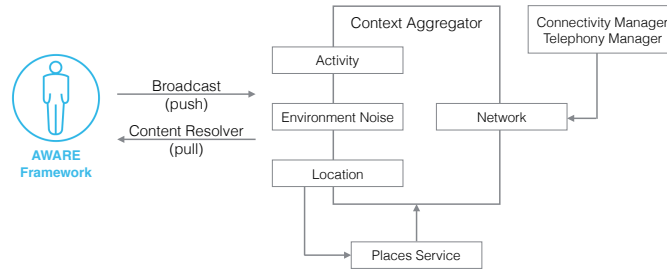 Context Aggregator
Connectivity Manager
Telephony Manager
Activity
Broadcast
(push)
Environment Noise
Network
Content Resolver
(pull)
AWARE
Framework
Location
Places Service